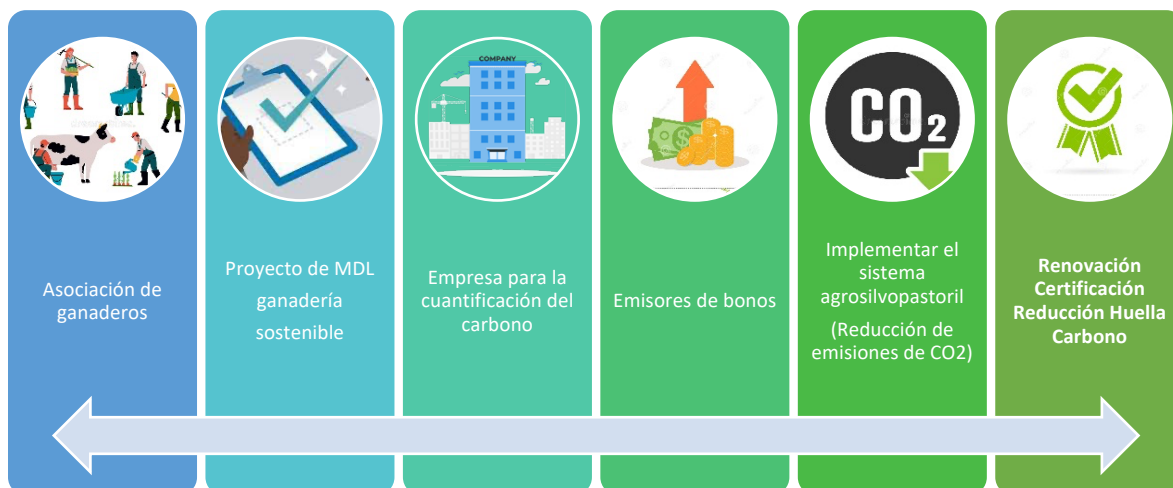 COMPANY
CO2
Asociación de
ganaderos
Proyecto de MDL
ganadería
sostenible
Empresa para la
cuantificación del
carbono
Emisores de bonos
Implementar el
sistema
agrosilvopastoril
(Reducción de
emisiones de CO2)
Renovación
Certificación
Reducción Huella
Carbono